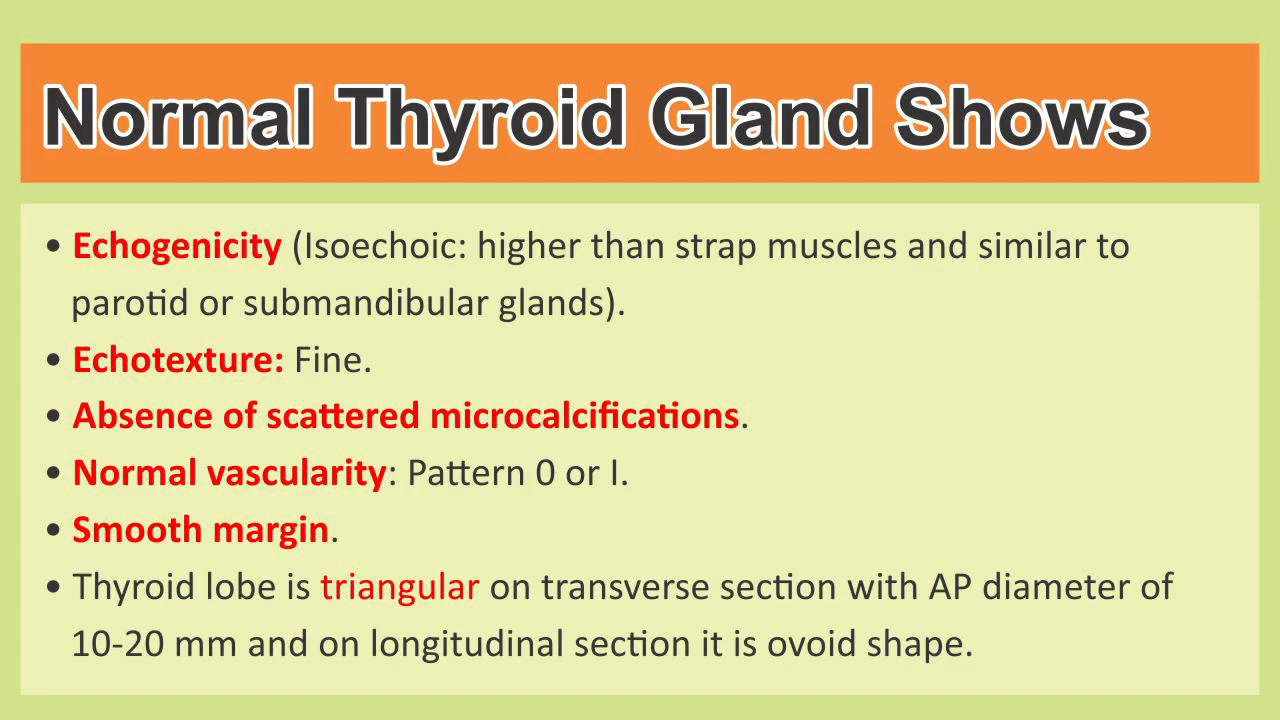 Normal Thyroid Gland Shows
• Echogenicity (Isoechoic: higher than strap muscles and similar to
parotid or submandibular glands).
• Echotexture: Fine.
• Absence of scattered microcalcifications.
• Normal vascularity: Pattern 0 or I.
• Smooth margin.
• Thyroid lobe is triangular on transverse section with AP diameter of
10-20 mm and on longitudinal section it is ovoid shape.